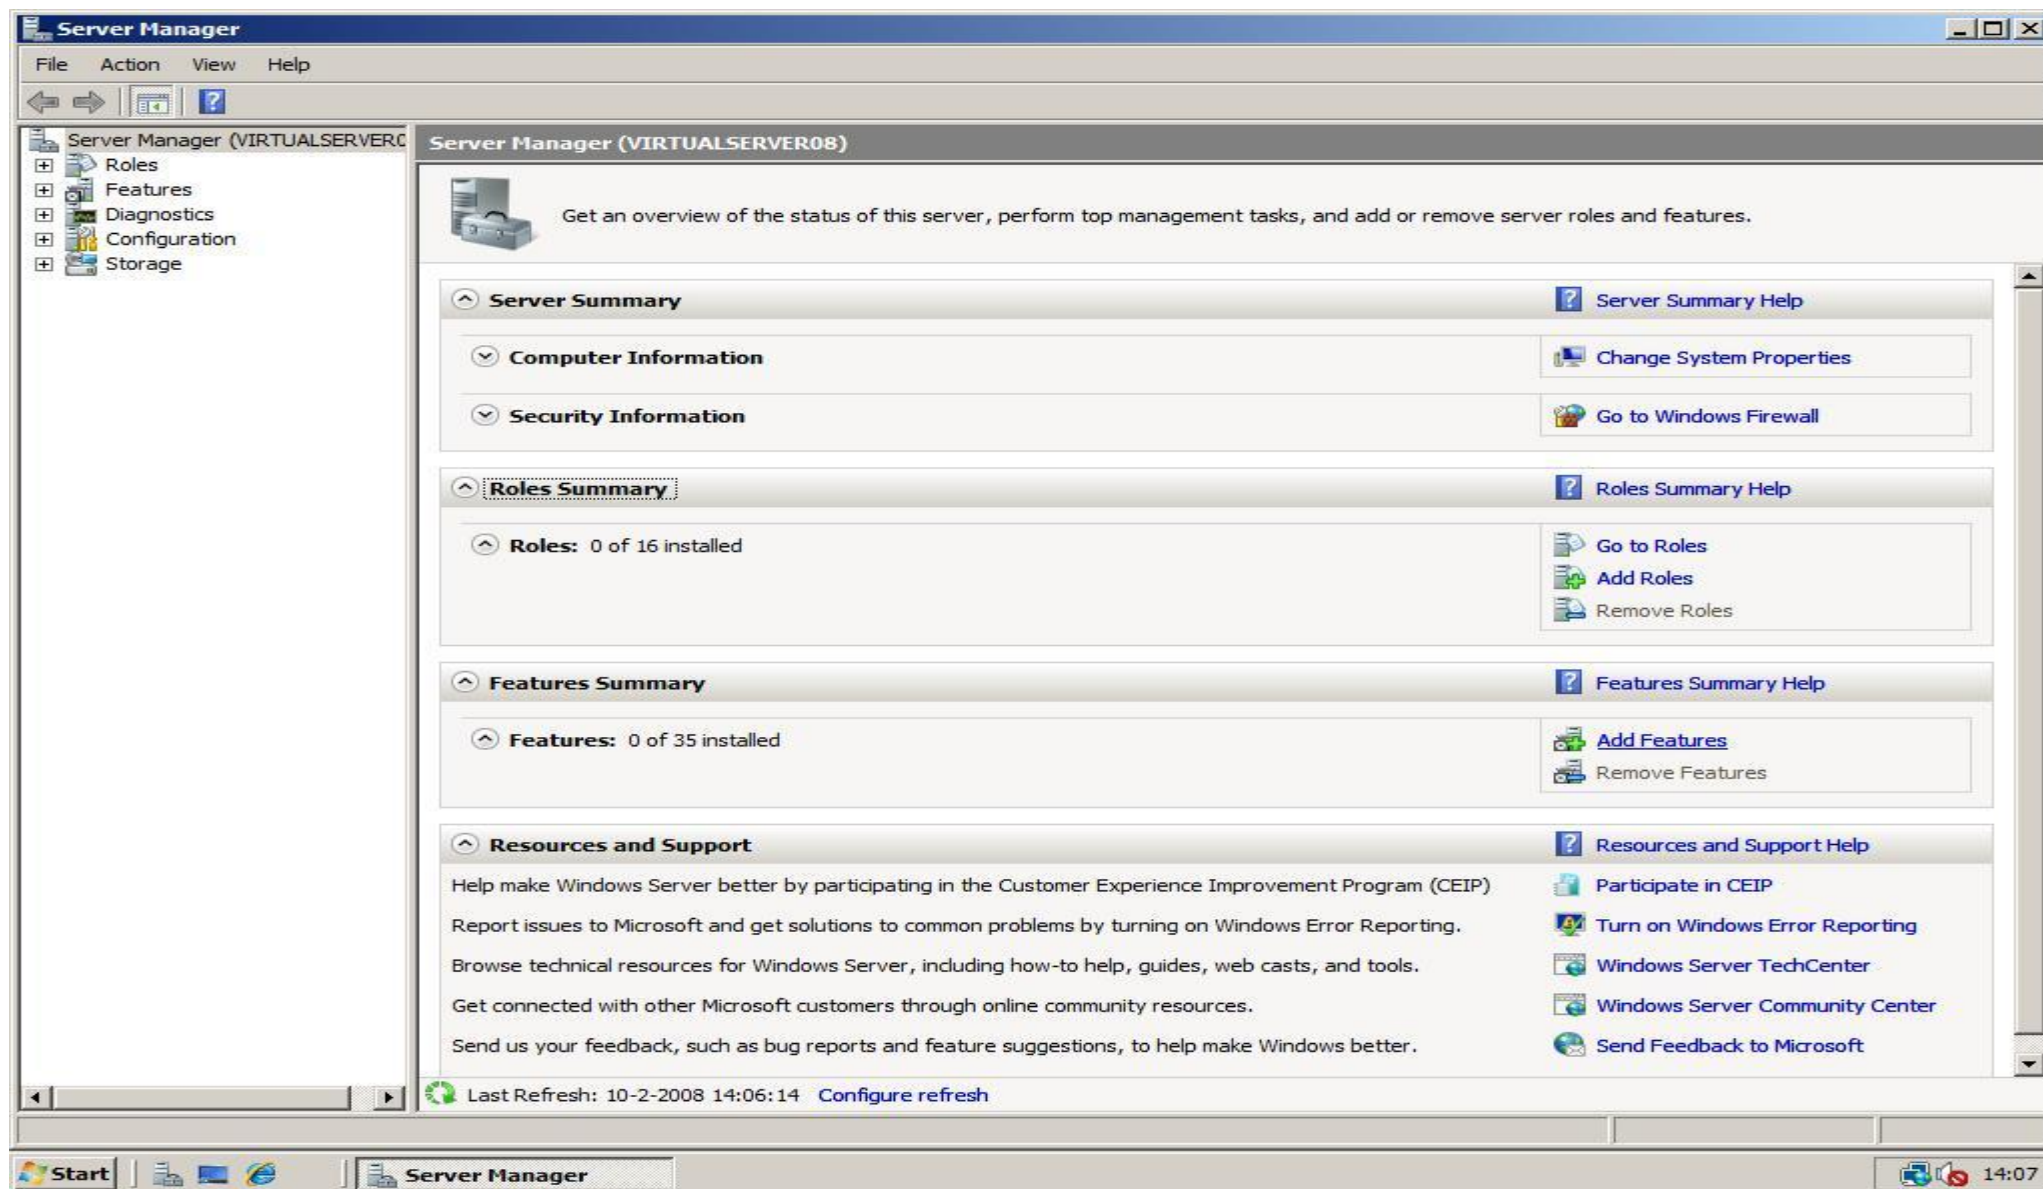 Server Manager
File Action View Help
Server Manager (VIRTUALSERVER0
Roles
Features
Diagnostics
Configuration
Storage
Server Manager (VIRTUALSERVER08)
Get an overview of the status of this server, perform top management tasks, and add or remove server roles and features.
Server Summary
Server Summary Help
Computer Information
Change System Properties
Security Information
Go to Windows Firewall
Roles Summary
Roles Summary Help
Roles: 0 of 16 installed
Go to Roles
Add Roles
Remove Roles
Features Summary
Features Summary Help
Features: 0 of 35 installed
Add Features
Remove Features
Resources and Support
Resources and Support Help
Help make Windows Server better by participating in the Customer Experience Improvement Program (CEIP)
Participate in CEIP
Report issues to Microsoft and get solutions to common problems by turning on Windows Error Reporting.
Turn on Windows Error Reporting
Browse technical resources for Windows Server, including how-to help, guides, web casts, and tools.
Windows Server TechCenter
Get connected with other Microsoft customers through online community resources.
Windows Server Community Center
Send us your feedback, such as bug reports and feature suggestions, to help make Windows better.
Send Feedback to Microsoft
Last Refresh: 10-2-2008 14:06:14 Configure refresh
Start
Server Manager
14:07